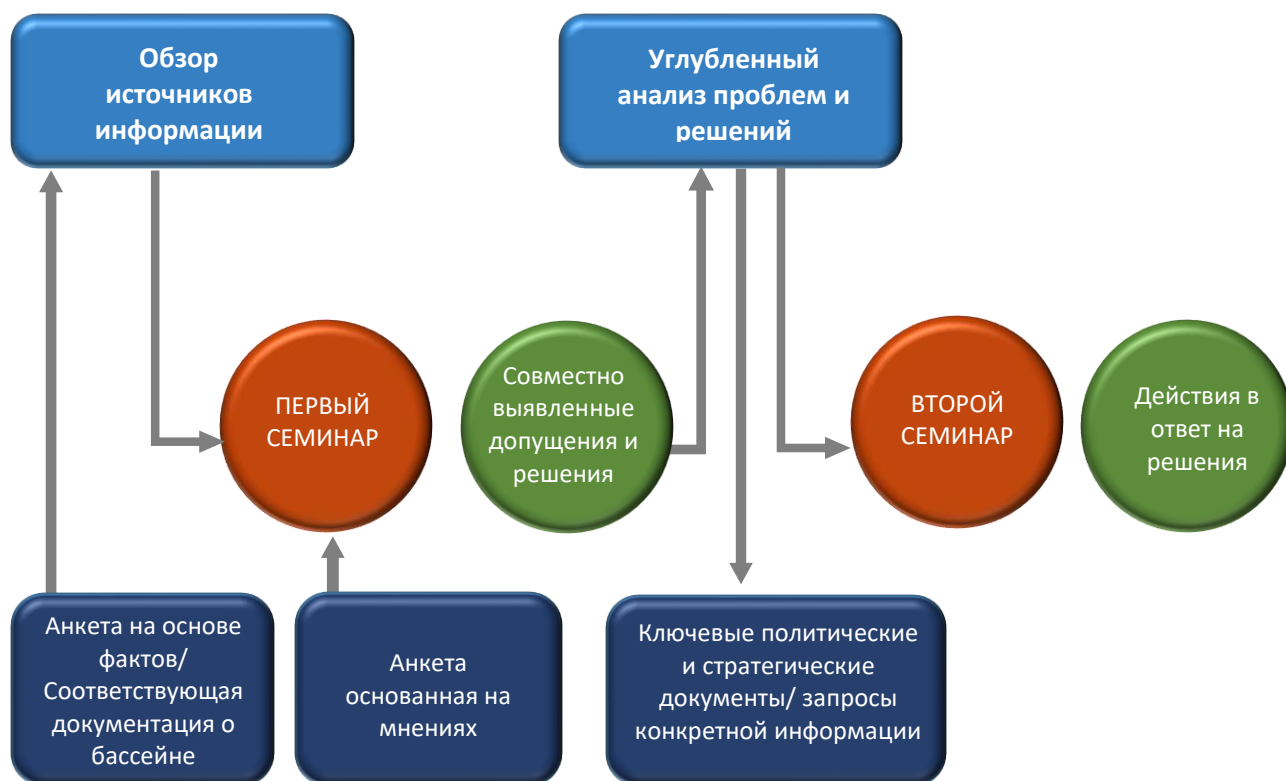 Обзор
источников
информации
Углубленный
анализ проблем и
решений
ПЕРВЫЙ
СЕМИНАР
Совместно
выявленные
допущения и
решения
ВТОРОЙ
СЕМИНАР
Действия в
ответ на
решения
Анкета на основе
фактов/
Соответствующая
документация о
бассейне
Анкета
основанная на
мнениях
Ключевые политические
и стратегические
документы/ запросы
конкретной информации